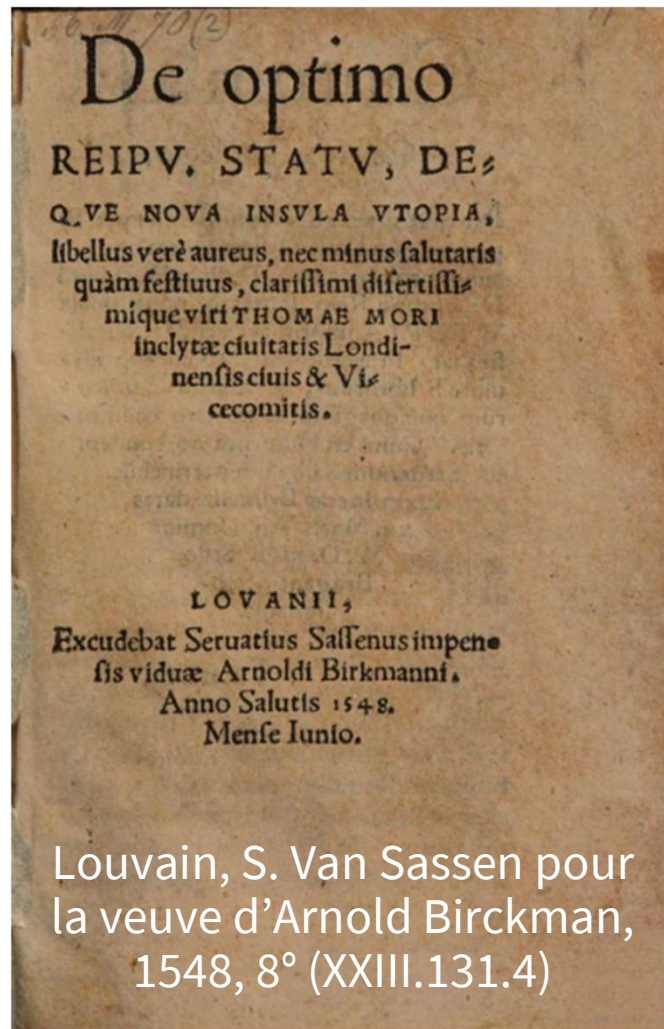 70(2)
De optimo
REIPV. STATV, DE⸗
Q.VE NOVA INSVLA VTOPIA,
libellus verè aureus, nec minus ſalutaris
quàm feſtiuus, clariſſimi diſertiſſi⸗
mique viri THOMAE MORI
inclytæ ciuitatis Londi-
nenſis ciuis & Vi⸗
cecomitis.
LOVANII,
Excudebat Seruatius Saſſenus impen⸗
ſis viduæ Arnoldi Birkmanni.
Anno Salutis 1548.
Menſe Iunio.
Louvain, S. Van Sassen pour
la veuve d’Arnold Birckman,
1548, 8° (XXIII.131.4)